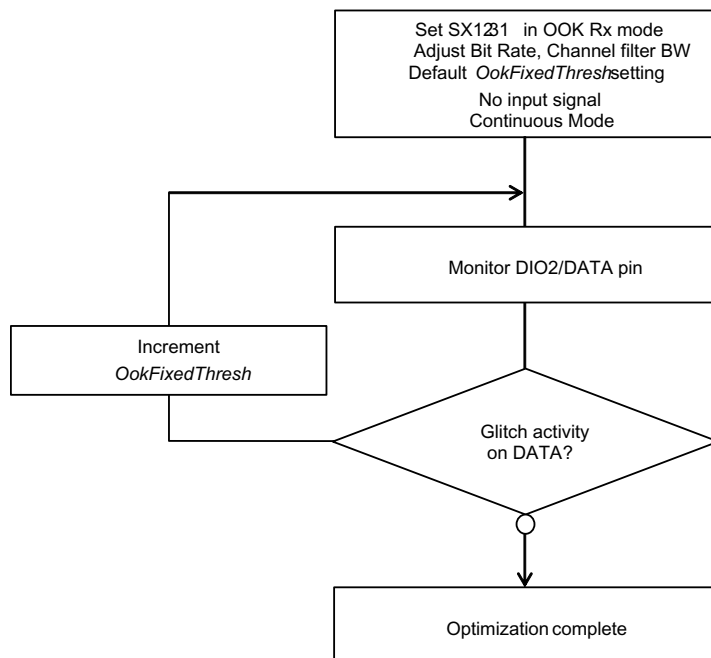 Set SX1231 in OOK Rx mode
Adjust Bit Rate, Channel filter BW
Default OokFixedThresh setting
No input signal
Continuous Mode
Monitor DIO2/DATA pin
Increment
OokFixedThresh
Glitch activity
on DATA?
Optimization complete